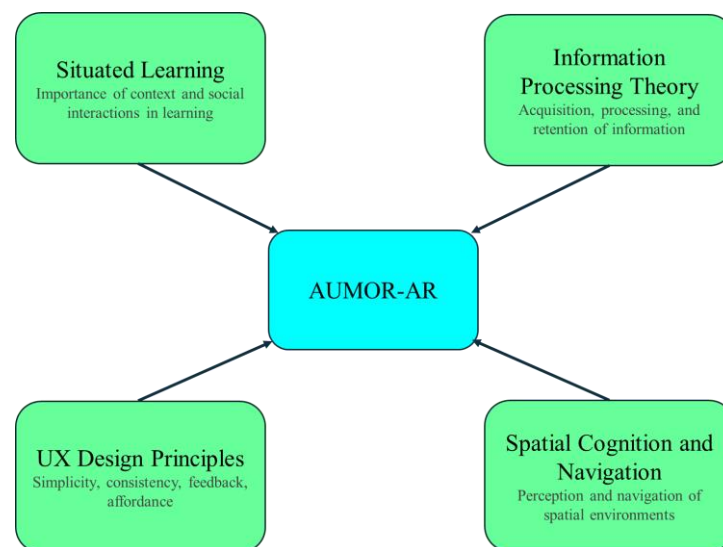 Situated Learning
Importance of context and social
interactions in learning
Information
Processing Theory
Acquisition, processing, and
retention of information
AUMOR-AR
UX Design Principles
Simplicity, consistency, feedback,
affordance
Spatial Cognition and
Navigation
Perception and navigation of
spatial environments